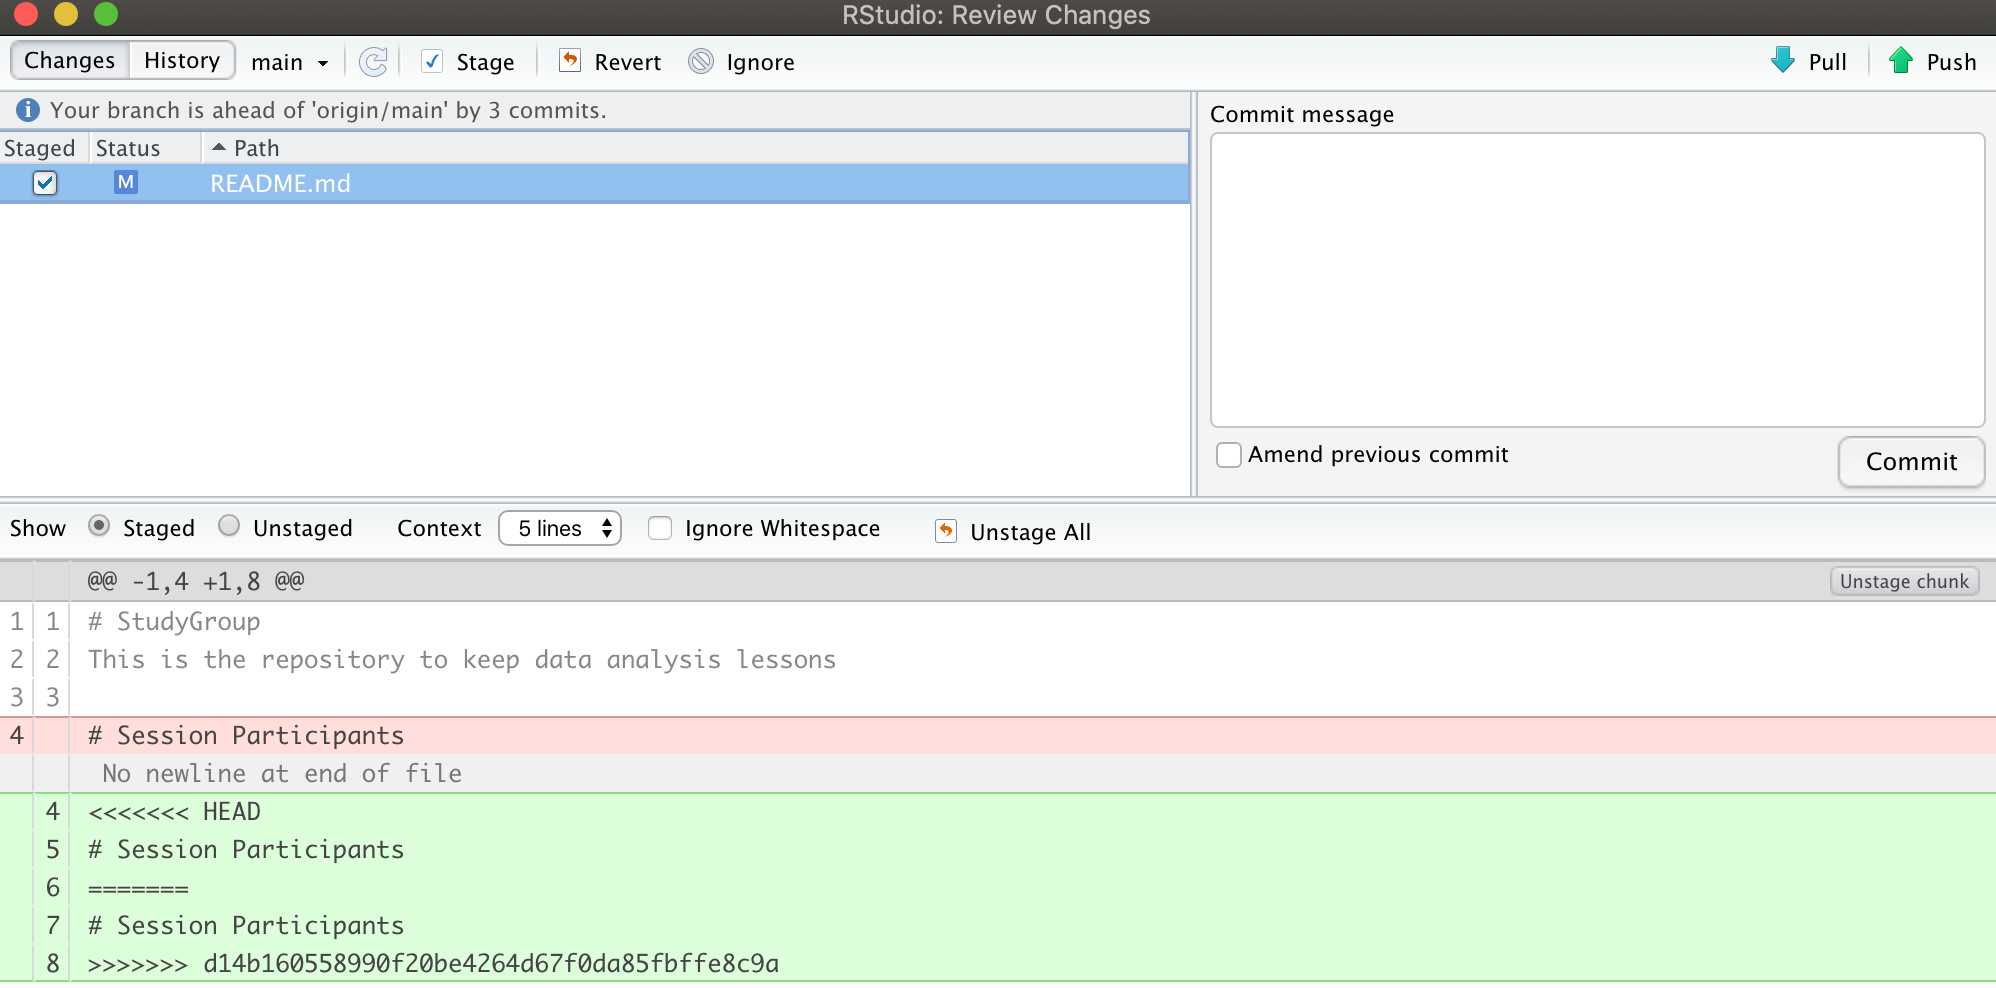 RStudio: Review Changes
Changes History main Stage Revert Ignore Pull Push
Your branch is ahead of 'origin/main' by 3 commits.
Staged Status Path
M README.md
Commit message
Amend previous commit
Commit
Show Staged Unstaged Context 5 lines Ignore Whitespace Unstage All
@@ -1,4 +1,8 @@ Unstage chunk
1 1 # StudyGroup
2 2 This is the repository to keep data analysis lessons
3 3
4 # Session Participants
No newline at end of file
4 <<<<<<< HEAD
5 # Session Participants
6 =======
7 # Session Participants
8 >>>>>>> d14b160558990f20be4264d67f0da85fbffe8c9a